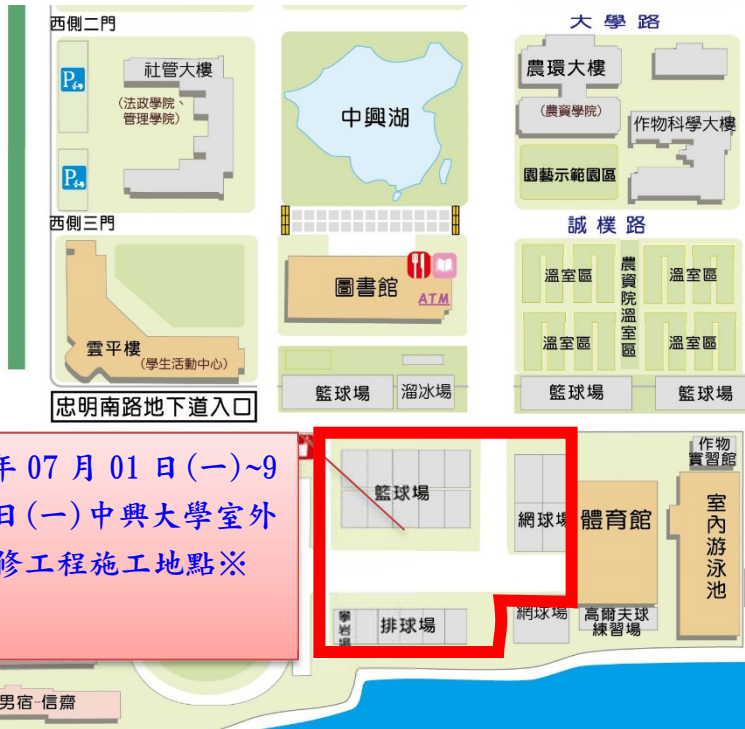 西側二門
大學路
P
社管大樓
(法政學院、
管理學院)
中興湖
農環大樓
(農資學院)
作物科學大樓
P
園藝示範園區
西側三門
誠樸路
圖書館
ATM
溫室區
農資院溫室區
溫室區
雲平樓
(學生活動中心)
溫室區
溫室區
籃球場
溜冰場
籃球場
籃球場
忠明南路地下道入口
年 07 月 01 日(一)~9
日(一)中興大學室外
修工程施工地點※
籃球場
網球場
體育館
作物
實習館
室內游泳池
攀岩場
排球場
網球場
高爾夫球
練習場
男宿-信齋